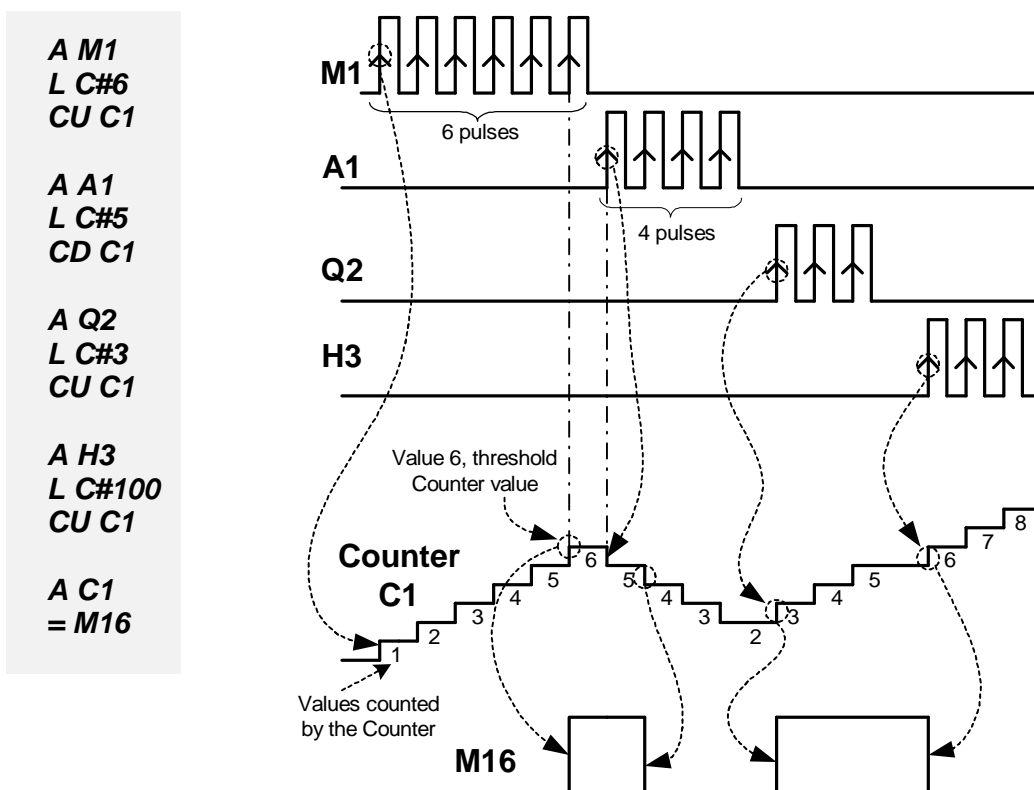 A M1
L C#6
CU C1
A A1
L C#5
CD C1
A Q2
L C#3
CU C1
A H3
L C#100
CU C1
A C1
= M16
M1
6 pulses
A1
4 pulses
Q2
H3
Value 6, threshold
Counter value
Counter
C1
1
2
3
4
5
6
5
4
3
2
3
4
5
6
7
8
Values counted
by the Counter
M16